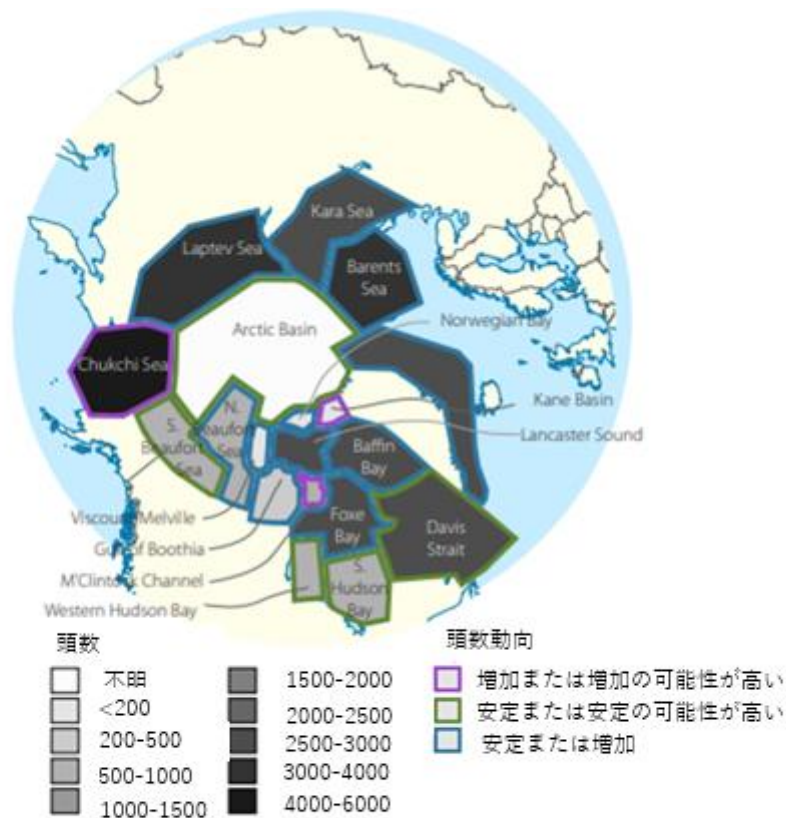 Kara Sea
Laptev Sea
Barents
Sea
Arctic Basin
Norwegian Bay
Chukchi Sea
Kane Basin
N.
Beaufort
Sea
S.
Beaufort
Sea
Lancaster Sound
Baffin
Bay
Viscount Melville
Foxe
Bay
Davis
Strait
Gulf of Boothia
M'Clintock Channel
S.
Hudson
Bay
Western Hudson Bay
頭数
不明
<200
200-500
500-1000
1000-1500
1500-2000
2000-2500
2500-3000
3000-4000
4000-6000
頭数動向
増加または増加の可能性が高い
安定または安定の可能性が高い
安定または増加